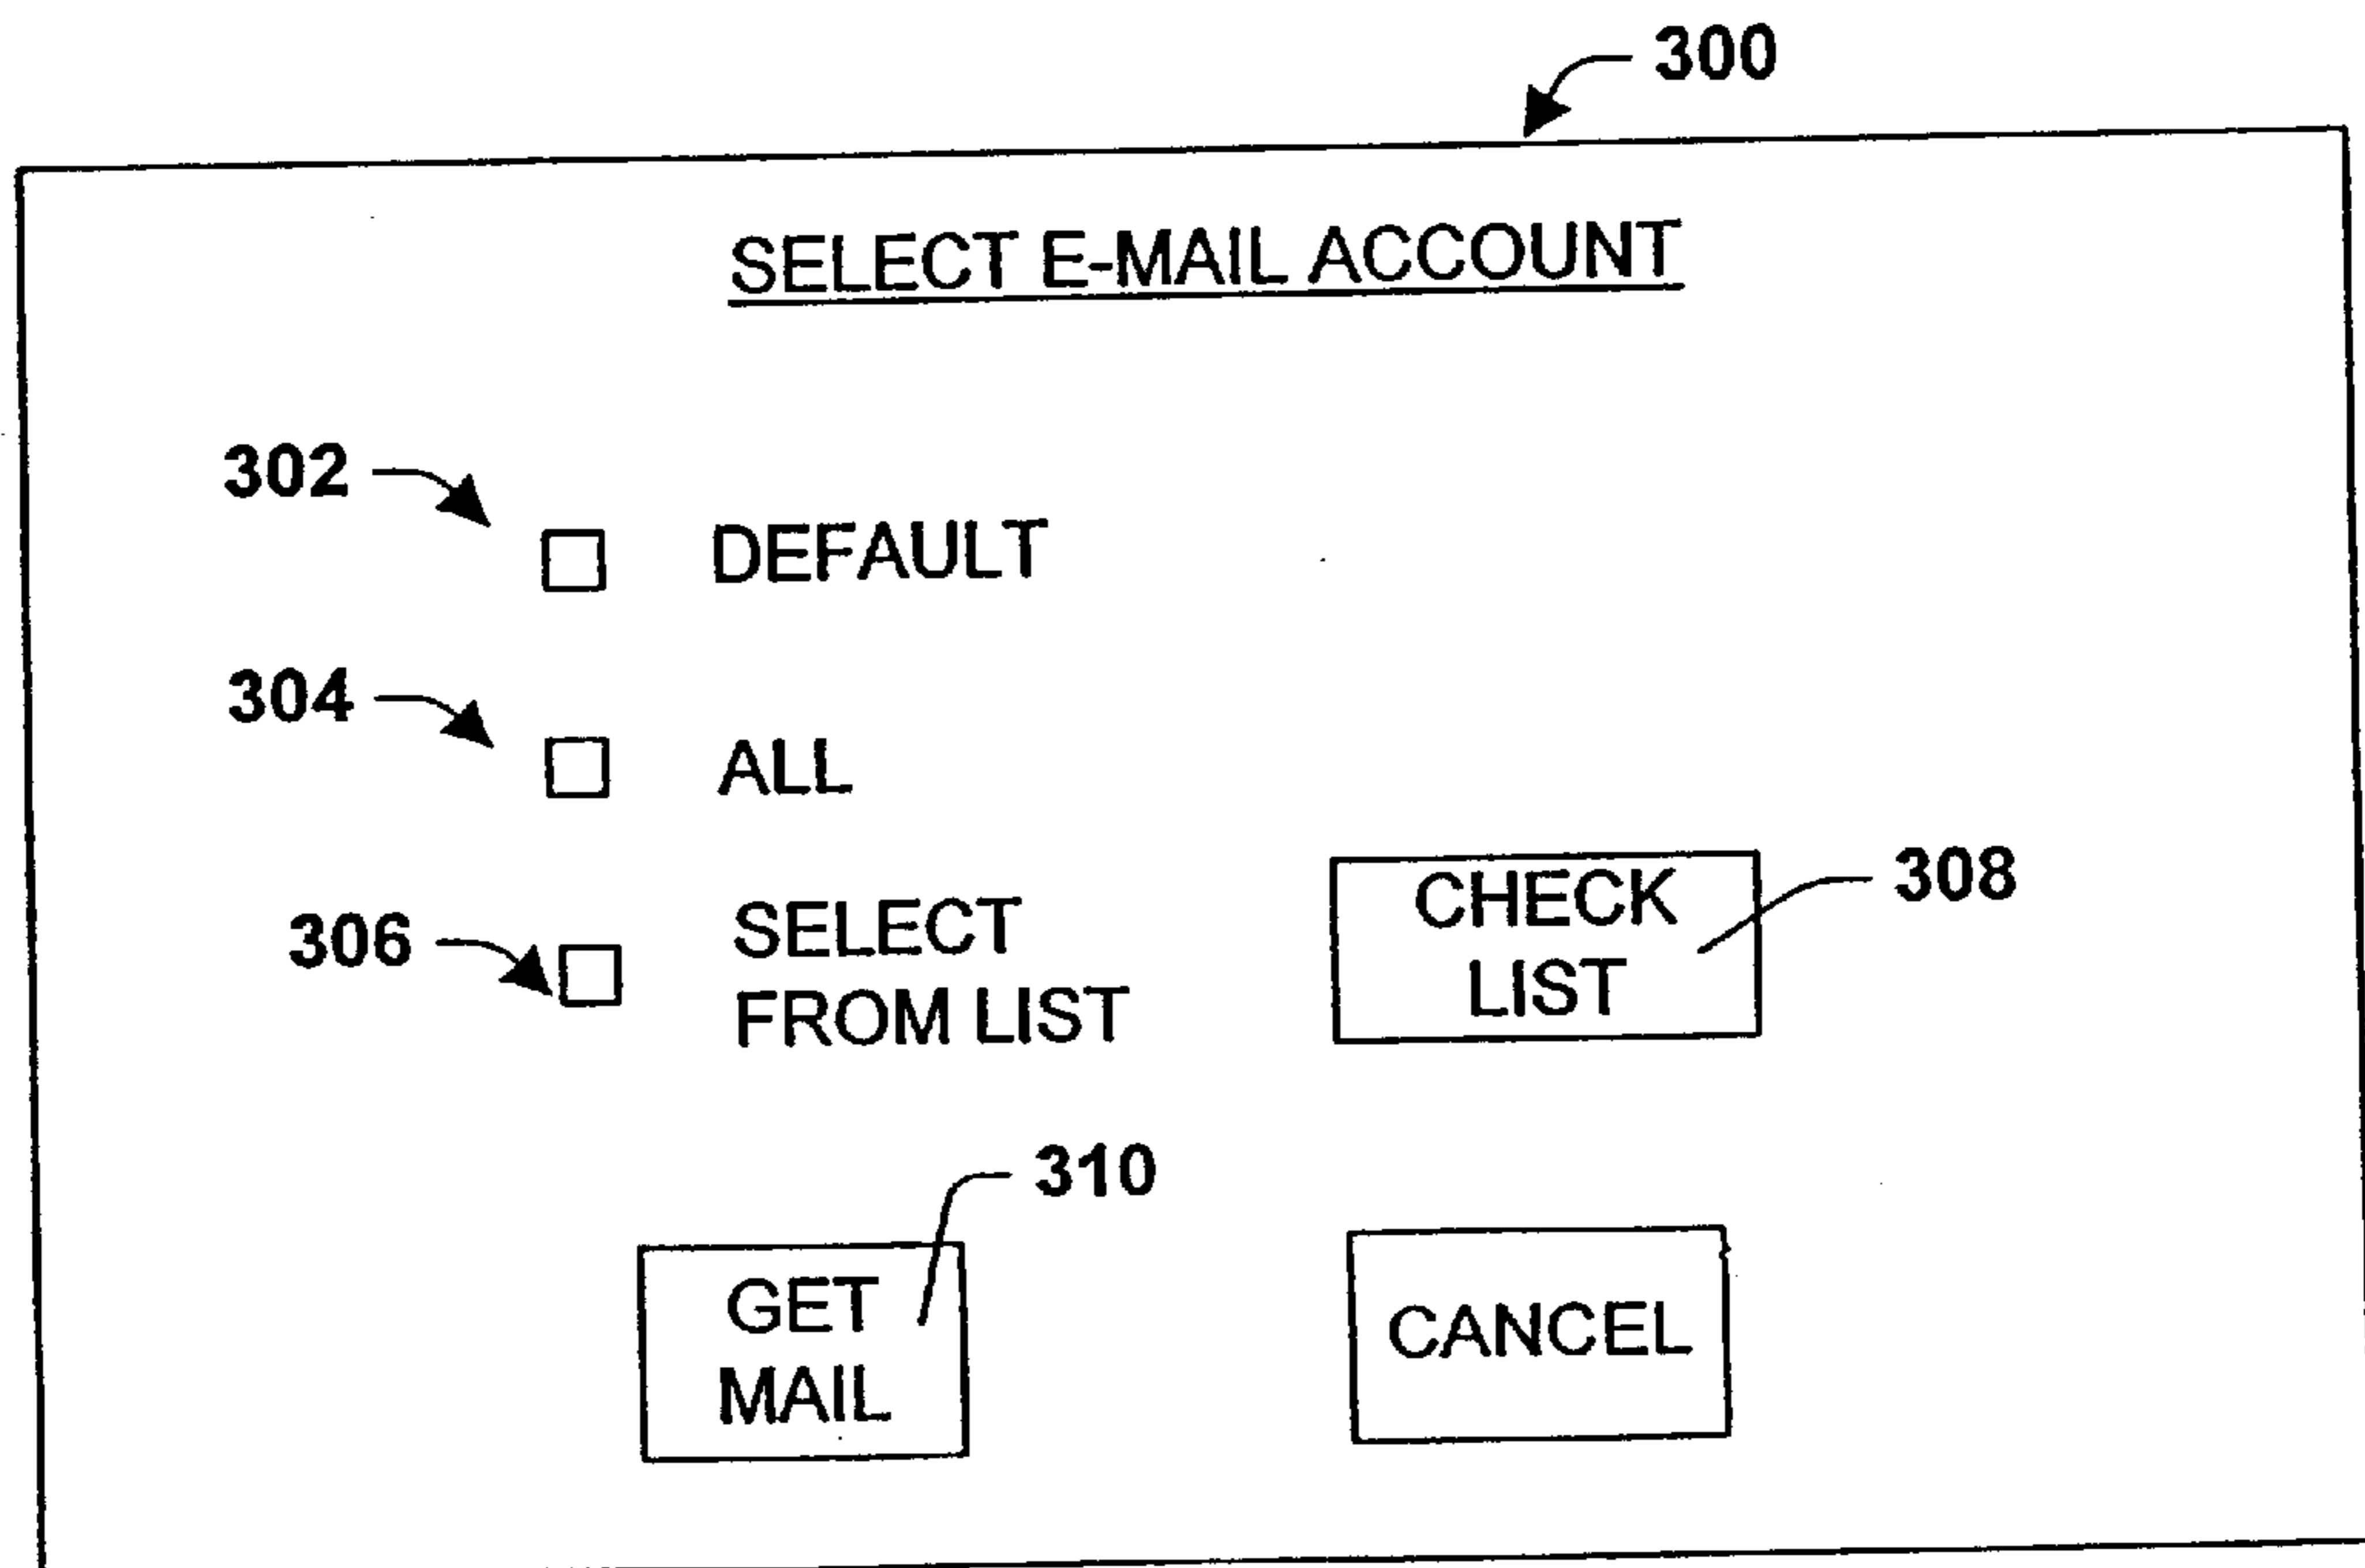 300
SELECT E-MAIL ACCOUNT
302
DEFAULT
304
ALL
306
SELECT
FROM LIST
CHECK
LIST
308
310
GET
MAIL
CANCEL